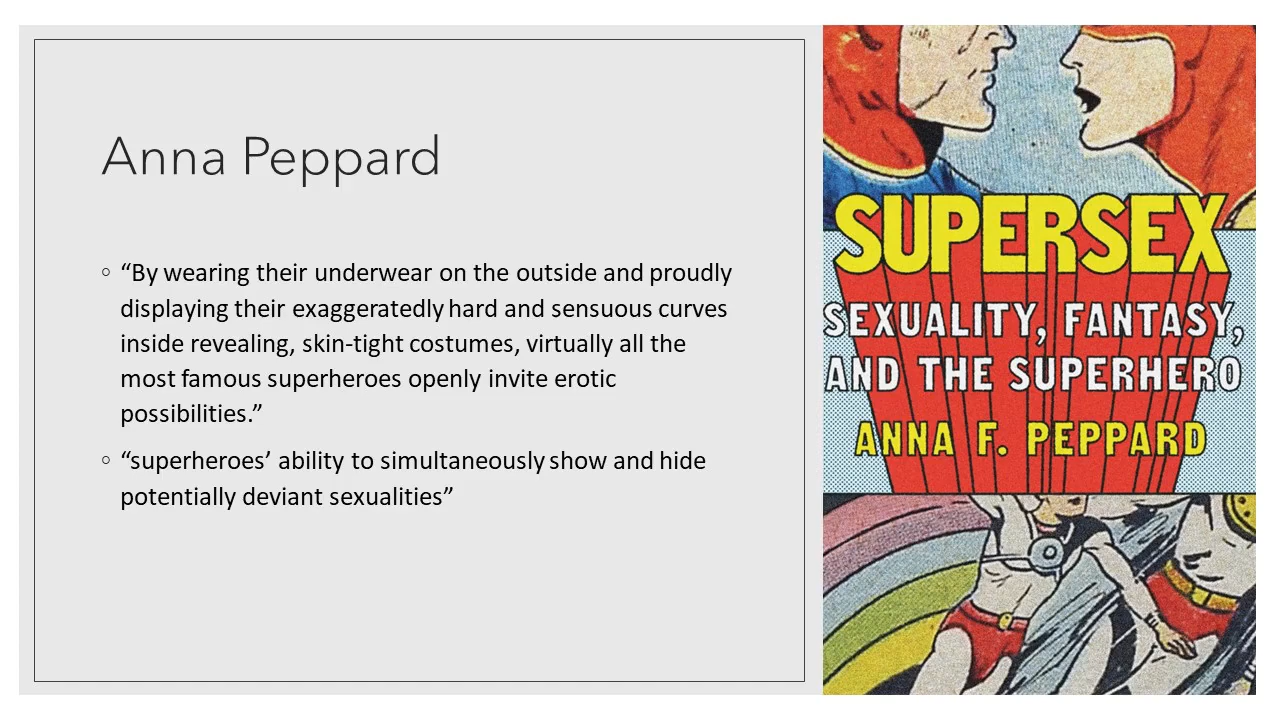 Anna Peppard
◦ “By wearing their underwear on the outside and proudly
displaying their exaggeratedly hard and sensuous curves
inside revealing, skin-tight costumes, virtually all the
most famous superheroes openly invite erotic
possibilities.”
◦ “superheroes’ ability to simultaneously show and hide
potentially deviant sexualities”
SUPERSEX
SEXUALITY, FANTASY,
AND THE SUPERHERO
ANNA F. PEPPARD